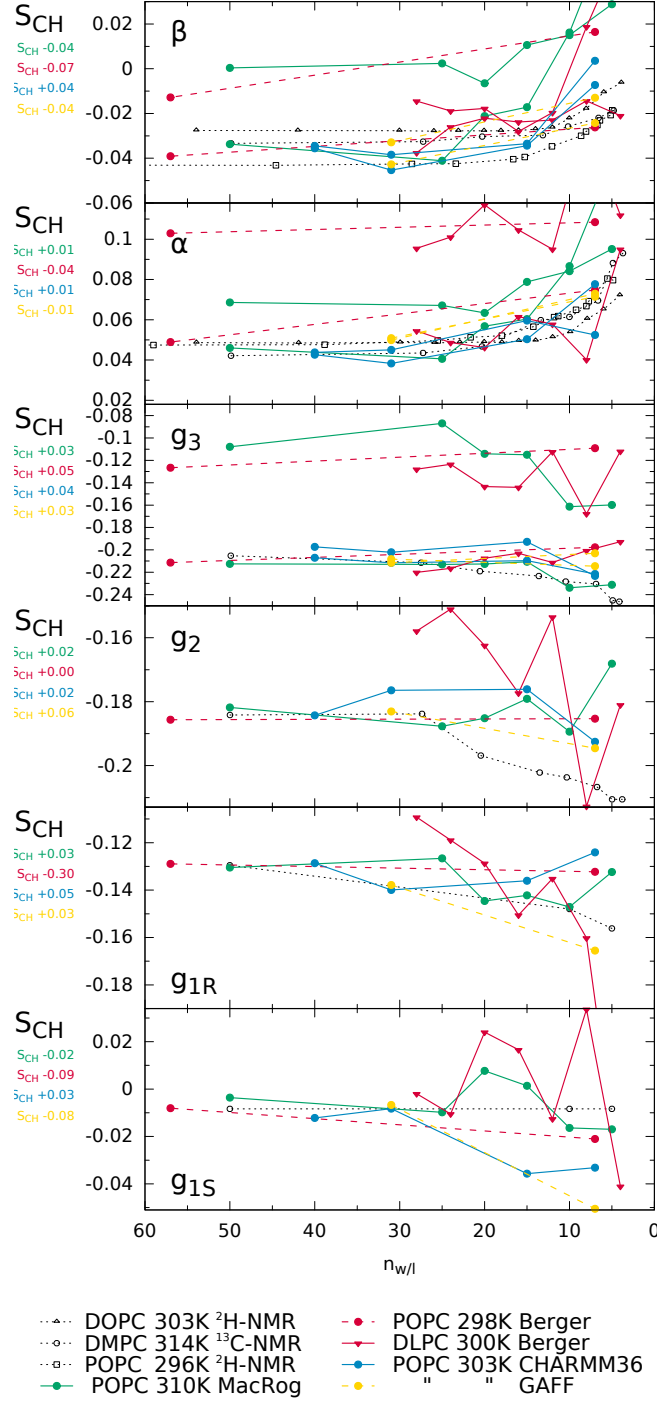 S_CH
S_CH -0.04
S_CH -0.07
S_CH +0.04
S_CH -0.04
β
0.02
0
-0.02
-0.04
-0.06
S_CH
S_CH +0.01
S_CH -0.04
S_CH +0.01
S_CH -0.01
α
0.1
0.08
0.06
0.04
0.02
S_CH
S_CH +0.03
S_CH +0.05
S_CH +0.04
S_CH +0.03
g_3
-0.08
-0.1
-0.12
-0.14
-0.16
-0.2
-0.22
-0.24
S_CH
S_CH +0.02
S_CH +0.00
S_CH +0.02
S_CH +0.06
g_2
-0.16
-0.18
-0.2
S_CH
S_CH +0.03
S_CH -0.30
S_CH +0.05
S_CH +0.03
g_1R
-0.12
-0.14
-0.16
-0.18
S_CH
S_CH -0.02
S_CH -0.09
S_CH +0.03
S_CH -0.08
g_1S
0.02
0
-0.02
-0.04
60 50 40 30 20 10 0
n_w/l
DOPC 303K ²H-NMR
DMPC 314K ¹³C-NMR
POPC 296K ²H-NMR
POPC 310K MacRog
POPC 298K Berger
DLPC 300K Berger
POPC 303K CHARMM36
" " GAFF